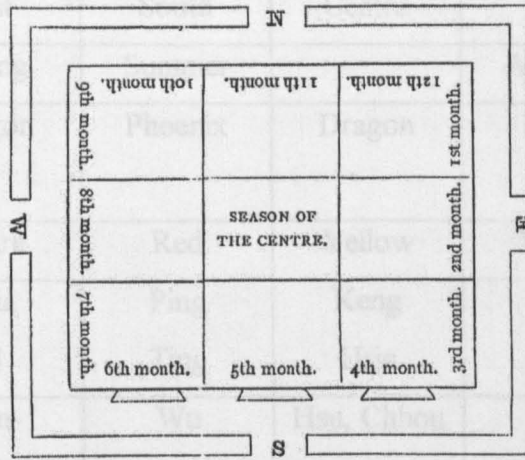 N
10th month.
11th month.
12th month.
9th month.
1st month.
W
8th month.
SEASON OF
THE CENTRE.
2nd month.
E
7th month.
3rd month.
6th month.
5th month.
4th month.
S
Summer
Phoenix
Dragon
Red
Yellow
Ping
Keng
Wu